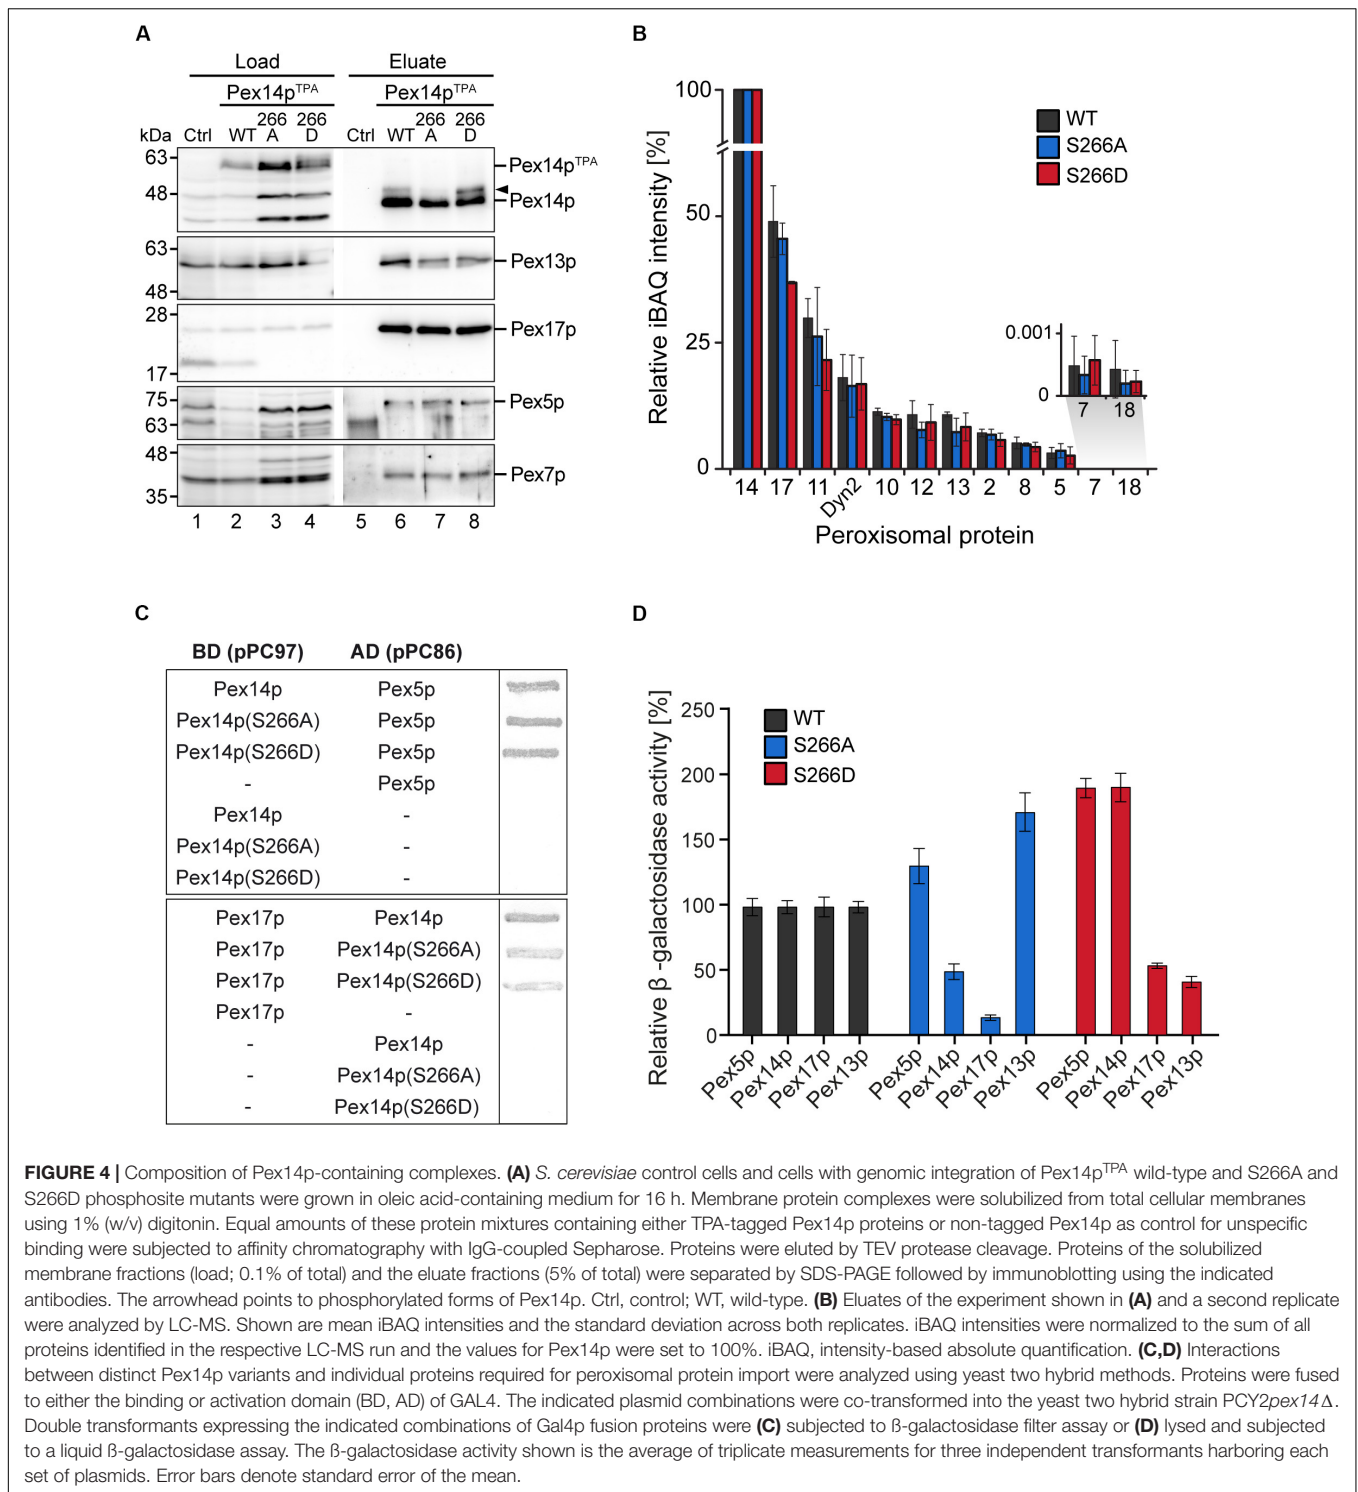 A
Load Eluate
Pex14pTPA Pex14pTPA
266 266 266 266
kDa Ctrl WT A D Ctrl WT A D
63
Pex14pTPA
48
Pex14p
63
Pex13p
48
28
Pex17p
17
75
Pex5p
63
48
Pex7p
35
1 2 3 4 5 6 7 8
B
Relative iBAQ intensity [%]
100
50
25
0
WT
S266A
S266D
0.001
0
7 18
14 17 11 Dyn2 10 12 13 2 8 5 7 18
Peroxisomal protein
C
BD (pPC97) AD (pPC86)
Pex14p Pex5p
Pex14p(S266A) Pex5p
Pex14p(S266D) Pex5p
- Pex5p
Pex14p -
Pex14p(S266A) -
Pex14p(S266D) -
Pex17p Pex14p
Pex17p Pex14p(S266A)
Pex17p Pex14p(S266D)
Pex17p -
- Pex14p
- Pex14p(S266A)
- Pex14p(S266D)
D
Relative β -galactosidase activity [%]
250
200
150
100
50
0
WT
S266A
S266D
Pex5p Pex14p Pex17p Pex13p Pex5p Pex14p Pex17p Pex13p Pex5p Pex14p Pex17p Pex13p
FIGURE 4 | Composition of Pex14p-containing complexes. (A) S. cerevisiae control cells and cells with genomic integration of Pex14pTPA wild-type and S266A and
S266D phosphosite mutants were grown in oleic acid-containing medium for 16 h. Membrane protein complexes were solubilized from total cellular membranes
using 1% (w/v) digitonin. Equal amounts of these protein mixtures containing either TPA-tagged Pex14p proteins or non-tagged Pex14p as control for unspecific
binding were subjected to affinity chromatography with IgG-coupled Sepharose. Proteins were eluted by TEV protease cleavage. Proteins of the solubilized
membrane fractions (load; 0.1% of total) and the eluate fractions (5% of total) were separated by SDS-PAGE followed by immunoblotting using the indicated
antibodies. The arrowhead points to phosphorylated forms of Pex14p. Ctrl, control; WT, wild-type. (B) Eluates of the experiment shown in (A) and a second replicate
were analyzed by LC-MS. Shown are mean iBAQ intensities and the standard deviation across both replicates. iBAQ intensities were normalized to the sum of all
proteins identified in the respective LC-MS run and the values for Pex14p were set to 100%. iBAQ, intensity-based absolute quantification. (C,D) Interactions
between distinct Pex14p variants and individual proteins required for peroxisomal protein import were analyzed using yeast two hybrid methods. Proteins were fused
to either the binding or activation domain (BD, AD) of GAL4. The indicated plasmid combinations were co-transformed into the yeast two hybrid strain PCY2pex14Δ.
Double transformants expressing the indicated combinations of Gal4p fusion proteins were (C) subjected to ß-galactosidase filter assay or (D) lysed and subjected
to a liquid ß-galactosidase assay. The ß-galactosidase activity shown is the average of triplicate measurements for three independent transformants harboring each
set of plasmids. Error bars denote standard error of the mean.